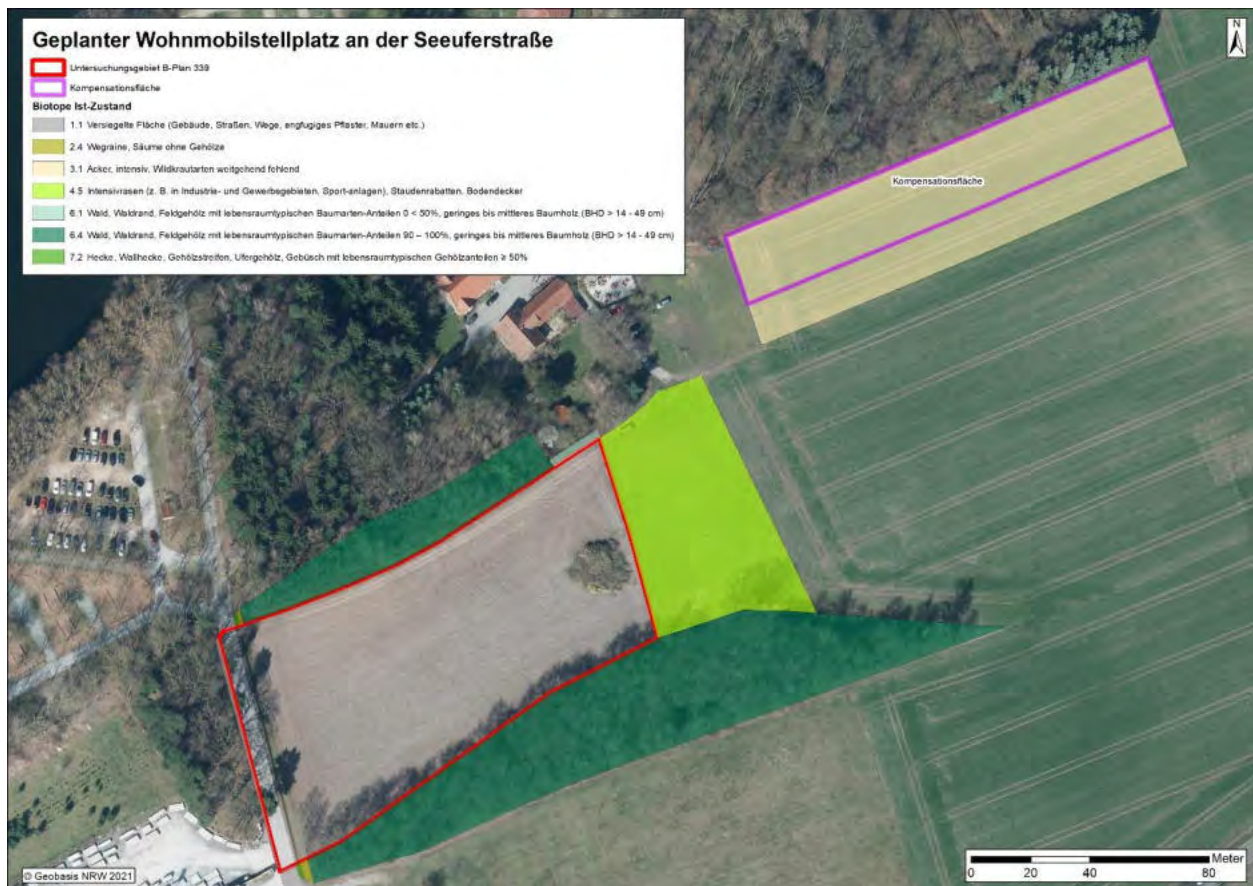 Geplanter Wohnmobilstellplatz an der Seeuferstraße
Untersuchungsgebiet B-Plan 339
Kompensationsfläche
Biotope Ist-Zustand
1.1 Versiegelte Fläche (Gebäude, Straßen, Wege, engfugiges Pflaster, Mauern etc.)
2.4 Wegraine, Säume ohne Gehölze
3.1 Acker, intensiv, Wildkrautarten weitgehend fehlend
4.5 Intensivrasen (z. B. in Industrie- und Gewerbegebieten, Sport-anlagen), Staudenrabatten, Bodendecker
6.1 Wald, Waldrand, Feldgehölz mit lebensraumtypischen Baumarten-Anteilen 0 < 50%, geringes bis mittleres Baumholz (BHD > 14 - 49 cm)
6.4 Wald, Waldrand, Feldgehölz mit lebensraumtypischen Baumarten-Anteilen 90 – 100%, geringes bis mittleres Baumholz (BHD > 14 - 49 cm)
7.2 Hecke, Wallhecke, Gehölzstreifen, Ufergehölz, Gebüsch mit lebensraumtypischen Gehölzanteilen ≥ 50%
N
Kompensationsfläche
© Geobasis NRW 2021
Meter
0 20 40 80